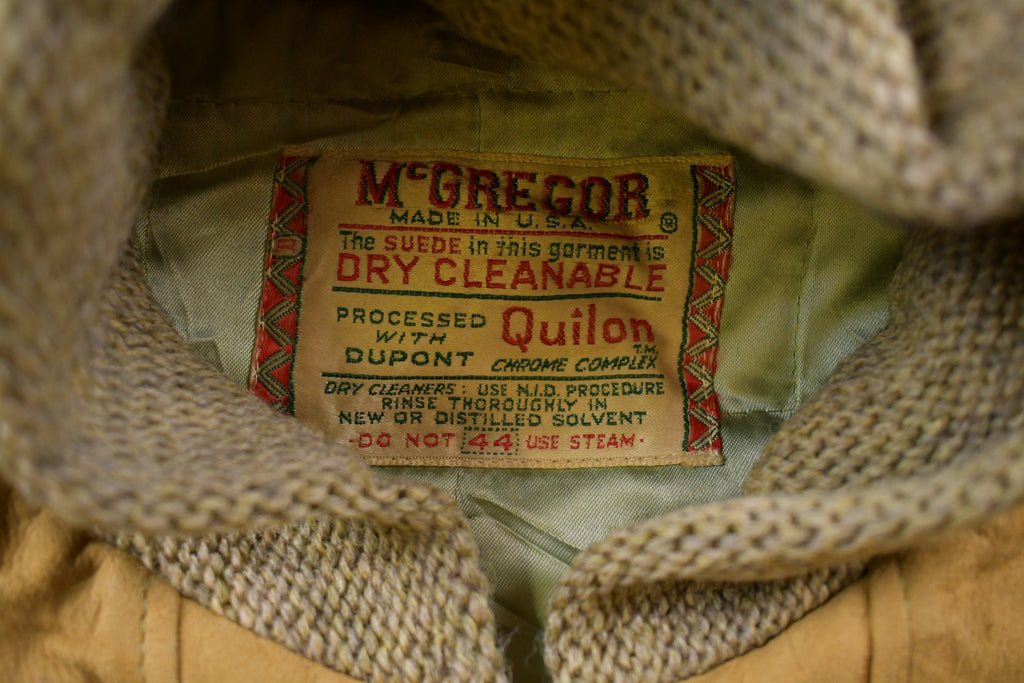 McGREGOR
MADE IN U.S.A. ®
The SUEDE in this garment is
DRY CLEANABLE
PROCESSED
WITH
DUPONT
Quilon
T.M.
CHROME COMPLEX
DRY CLEANERS: USE N.I.D. PROCEDURE
RINSE THOROUGHLY IN
NEW OR DISTILLED SOLVENT
·DO NOT 44 USE STEAM·